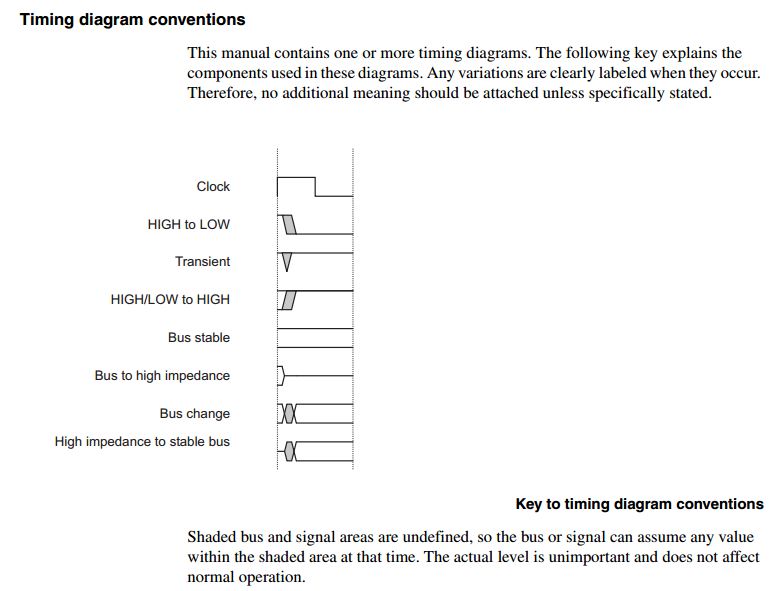 Timing diagram conventions
This manual contains one or more timing diagrams. The following key explains the
components used in these diagrams. Any variations are clearly labeled when they occur.
Therefore, no additional meaning should be attached unless specifically stated.
Clock
HIGH to LOW
Transient
HIGH/LOW to HIGH
Bus stable
Bus to high impedance
Bus change
High impedance to stable bus
Key to timing diagram conventions
Shaded bus and signal areas are undefined, so the bus or signal can assume any value
within the shaded area at that time. The actual level is unimportant and does not affect
normal operation.